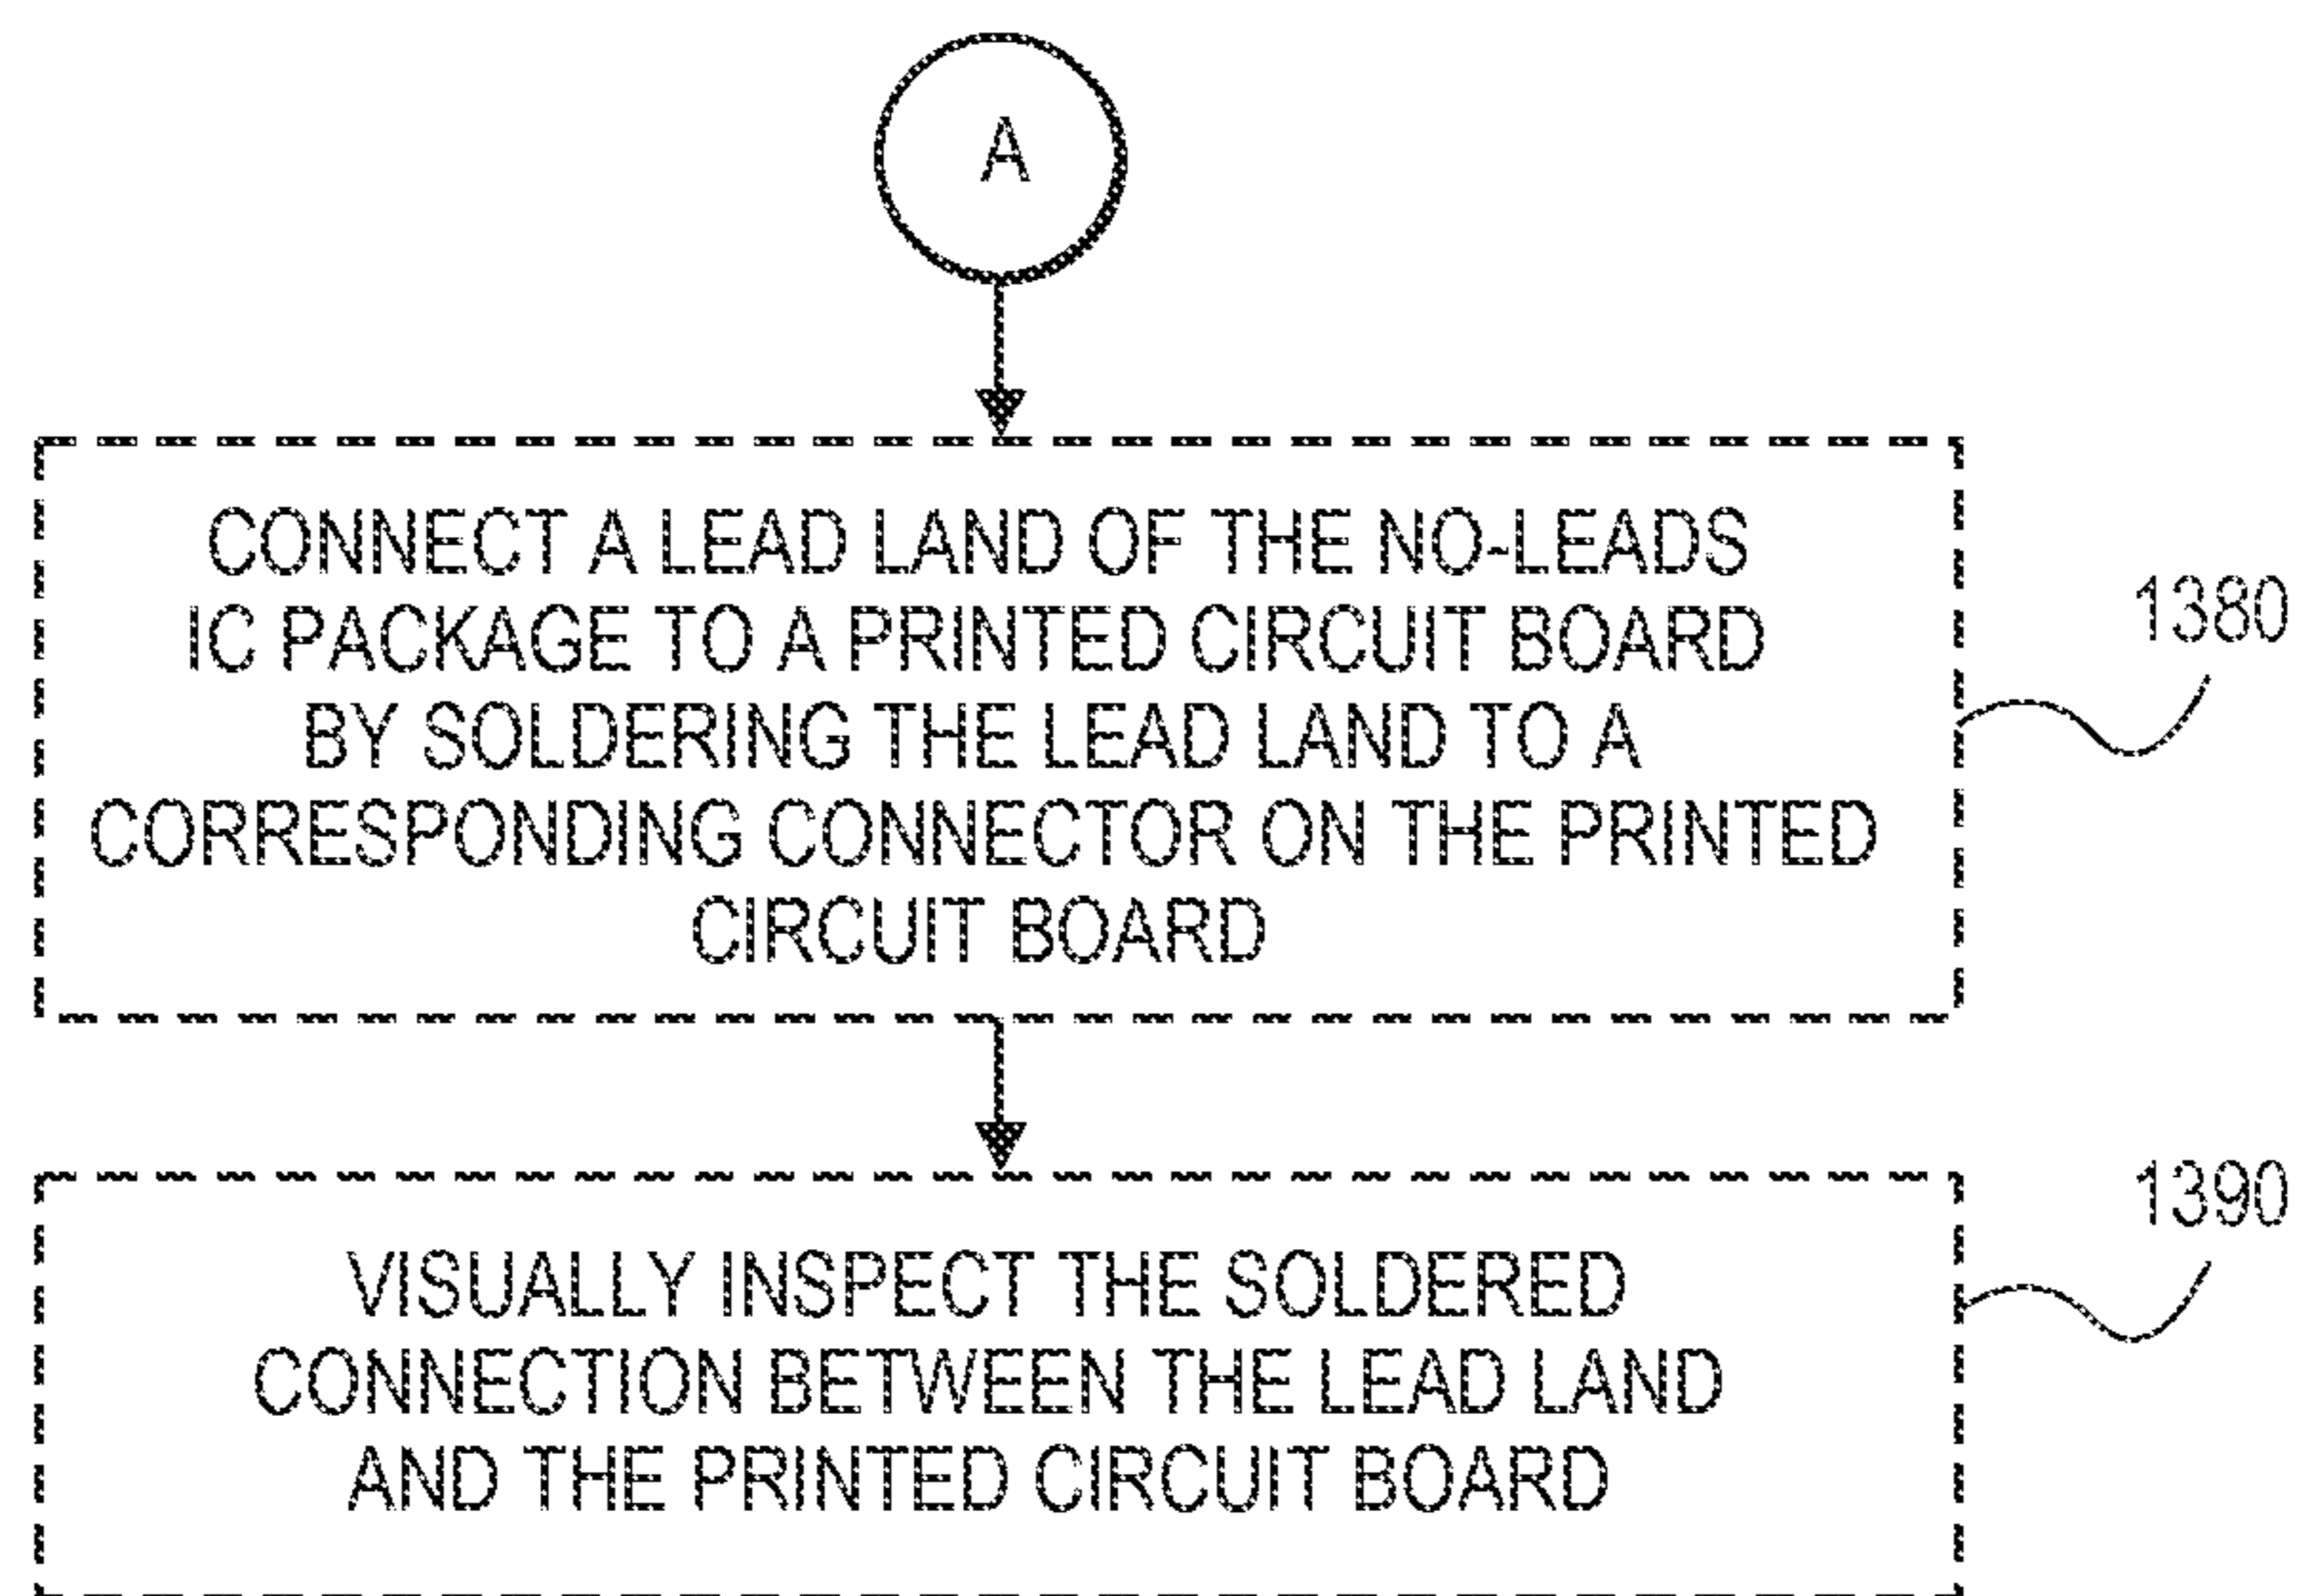 A
CONNECT A LEAD LAND OF THE NO-LEADS
IC PACKAGE TO A PRINTED CIRCUIT BOARD
BY SOLDERING THE LEAD LAND TO A
CORRESPONDING CONNECTOR ON THE PRINTED
CIRCUIT BOARD
1380
VISUALLY INSPECT THE SOLDERED
CONNECTION BETWEEN THE LEAD LAND
AND THE PRINTED CIRCUIT BOARD
1390